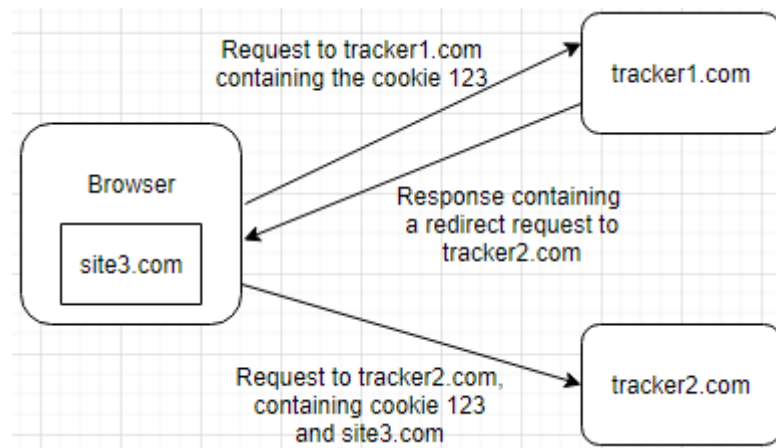 Request to tracker1.com
containing the cookie 123
tracker1.com
Browser
site3.com
Response containing
a redirect request to
tracker2.com
Request to tracker2.com,
containing cookie 123
and site3.com
tracker2.com